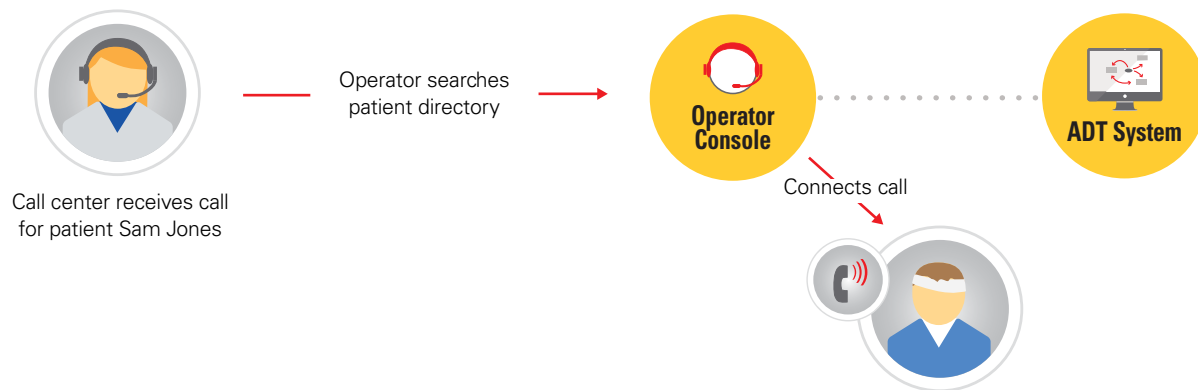 Call center receives call
for patient Sam Jones
Operator searches
patient directory
Operator
Console
ADT System
Connects call